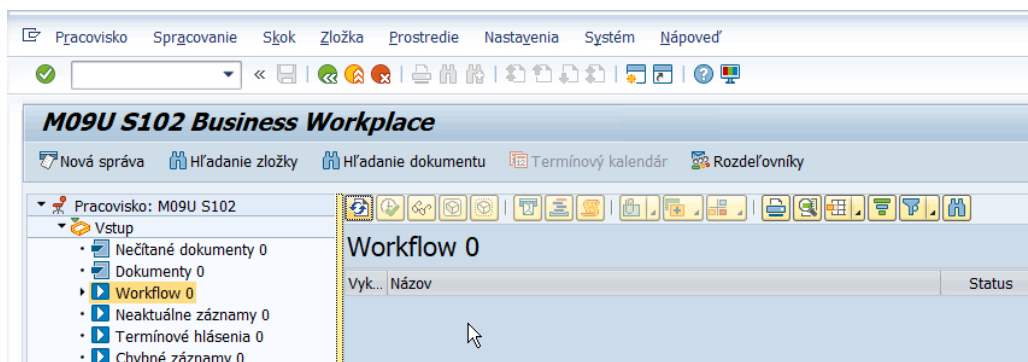 Pracovisko Spracovanie Skok Zložka Prostredie Nastavenia Systém Nápoveď
M09U S102 Business Workplace
Nová správa Hľadanie zložky Hľadanie dokumentu Termínový kalendár Rozdeľovníky
Pracovisko: M09U S102
Vstup
Nečítané dokumenty 0
Dokumenty 0
Workflow 0
Neaktuálne záznamy 0
Termínové hlásenia 0
Chybné záznamy 0
Workflow 0
Vyk... Názov Status